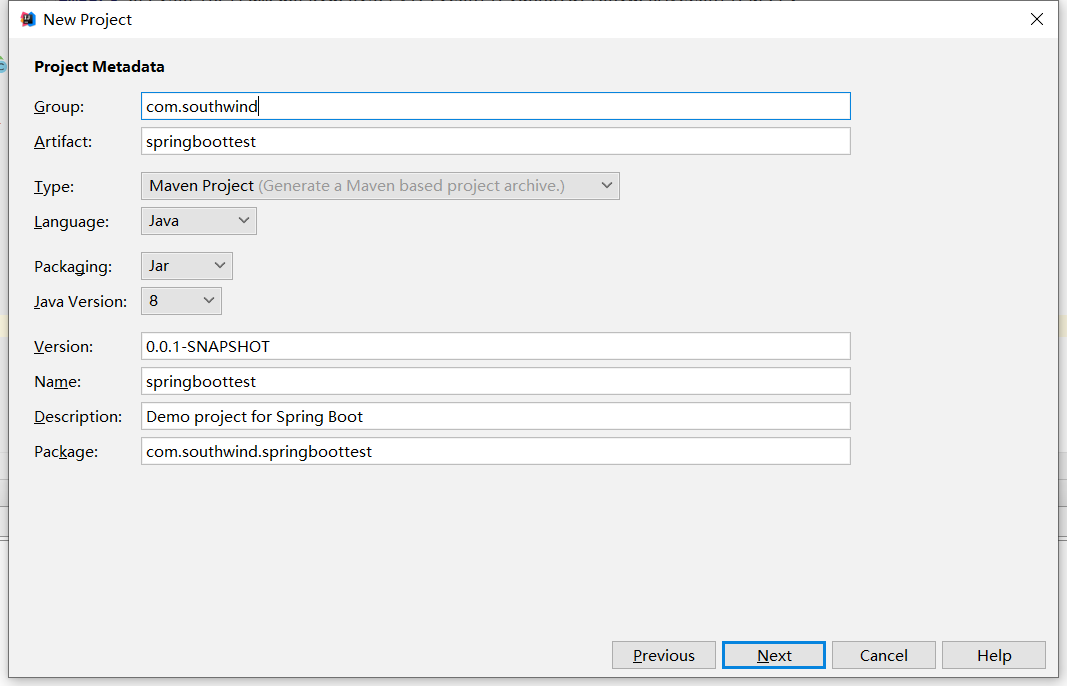 New Project
Project Metadata
Group: com.southwind
Artifact: springboottest
Type: Maven Project (Generate a Maven based project archive.)
Language: Java
Packaging: Jar
Java Version: 8
Version: 0.0.1-SNAPSHOT
Name: springboottest
Description: Demo project for Spring Boot
Package: com.southwind.springboottest
Previous Next Cancel Help